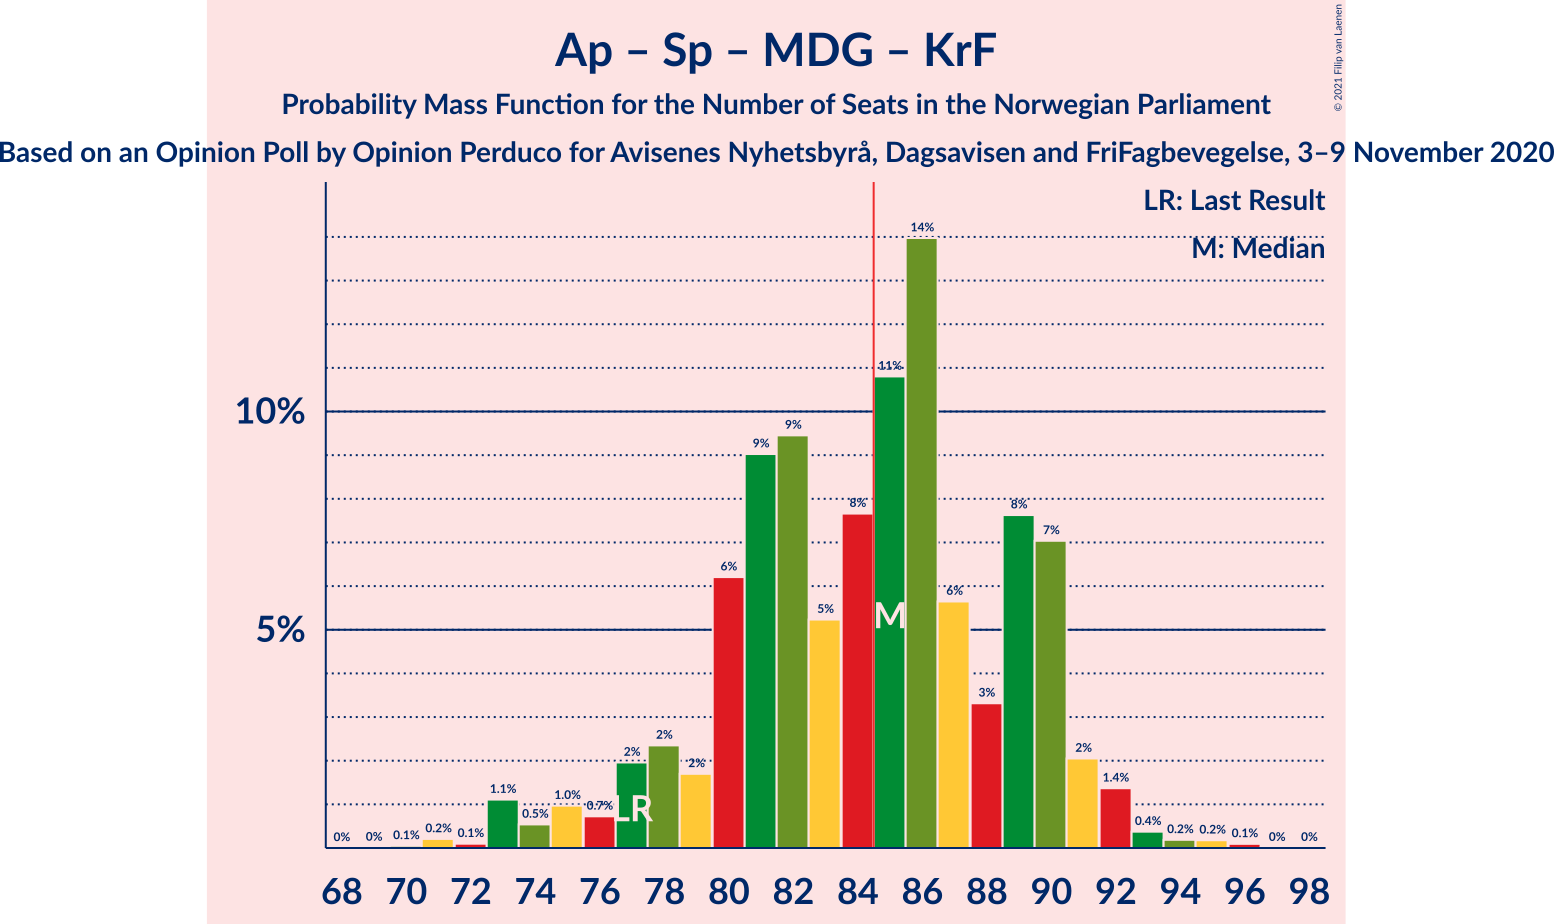 Ap – Sp – MDG – KrF
Probability Mass Function for the Number of Seats in the Norwegian Parliament
Based on an Opinion Poll by Opinion Perduco for Avisenes Nyhetsbyrå, Dagsavisen and FriFagbevegelse, 3–9 November 2020
© 2021 Filip van Laenen
LR: Last Result
M: Median
10%
5%
0% 0% 0.1% 0.2% 0.1% 1.1% 0.5% 1.0% 0.7% 2% 2% 2% 6% 9% 9% 5% 8% 11% 14% 6% 3% 8% 7% 2% 1.4% 0.4% 0.2% 0.2% 0.1% 0% 0%
M
LR
68 70 72 74 76 78 80 82 84 86 88 90 92 94 96 98